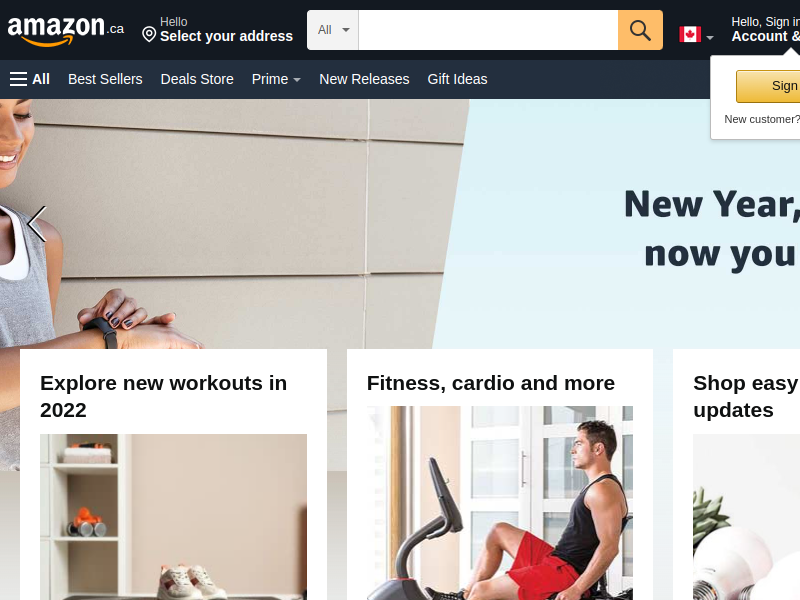 amazon.ca
Hello
Select your address
All
Hello, Sign in
Account &
All
Best Sellers
Deals Store
Prime
New Releases
Gift Ideas
Sign
New customer?
New Year,
now you
Explore new workouts in
2022
Fitness, cardio and more
Shop easy
updates